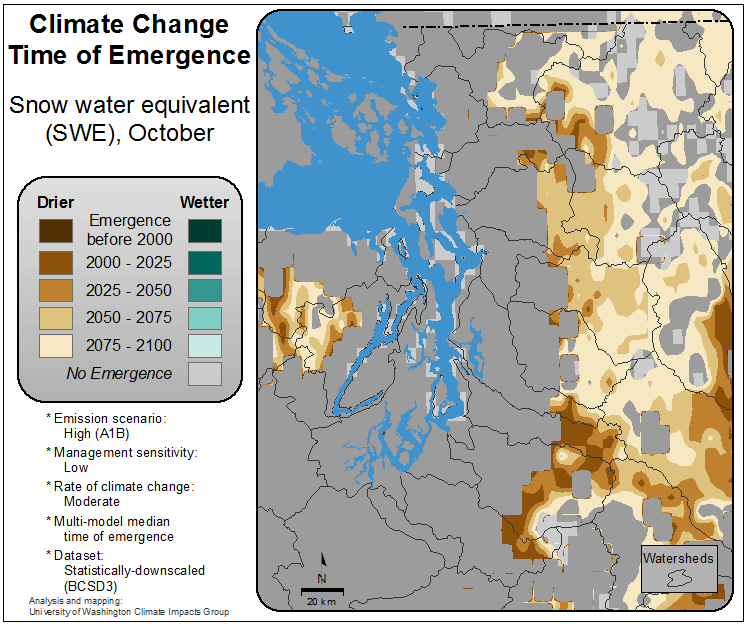 Climate Change
Time of Emergence
Snow water equivalent
(SWE), October
Drier Wetter
Emergence
before 2000
2000 - 2025
2025 - 2050
2050 - 2075
2075 - 2100
No Emergence
* Emission scenario:
High (A1B)
* Management sensitivity:
Low
* Rate of climate change:
Moderate
* Multi-model median
time of emergence
* Dataset:
Statistically-downscaled
(BCSD3)
Analysis and mapping:
University of Washington Climate Impacts Group
N
20 km
Watersheds